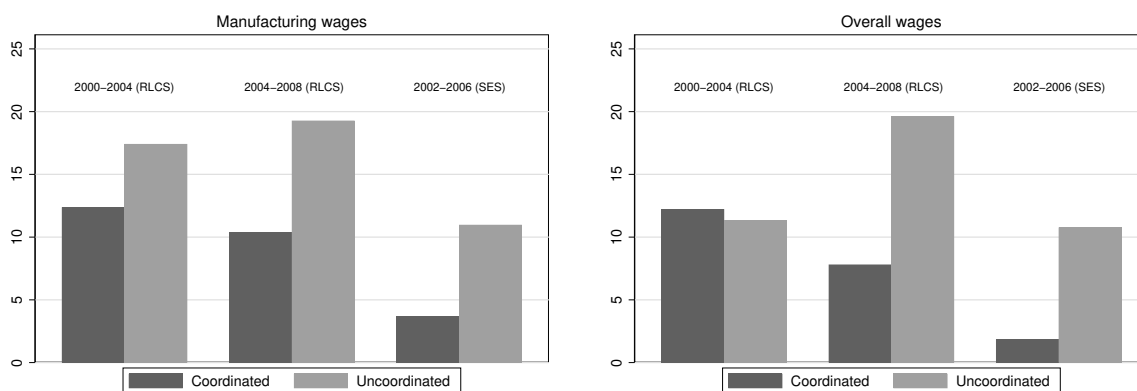 Manufacturing wages
25
20
15
10
5
0
2000−2004 (RLCS)
2004−2008 (RLCS)
2002−2006 (SES)
Coordinated
Uncoordinated
Overall wages
25
20
15
10
5
0
2000−2004 (RLCS)
2004−2008 (RLCS)
2002−2006 (SES)
Coordinated
Uncoordinated